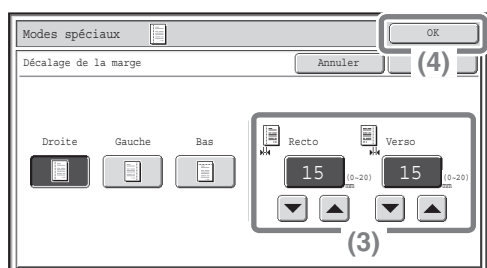 Modes spéciaux
OK
Décalage de la marge
Annuler
(4)
Droite Gauche Bas
Recto Verso
15 (0~20) mm 15 (0~20) mm
(3)